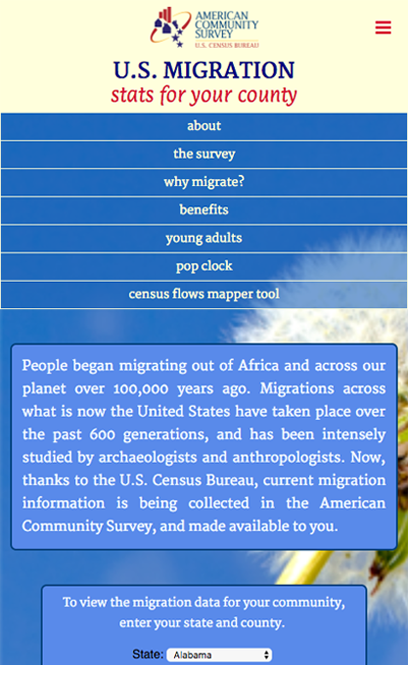 AMERICAN
COMMUNITY
SURVEY
U.S. CENSUS BUREAU
U.S. MIGRATION
stats for your county
about
the survey
why migrate?
benefits
young adults
pop clock
census flows mapper tool
People began migrating out of Africa and across our
planet over 100,000 years ago. Migrations across
what is now the United States have taken place over
the past 600 generations, and has been intensely
studied by archaeologists and anthropologists. Now,
thanks to the U.S. Census Bureau, current migration
information is being collected in the American
Community Survey, and made available to you.
To view the migration data for your community,
enter your state and county.
State: Alabama